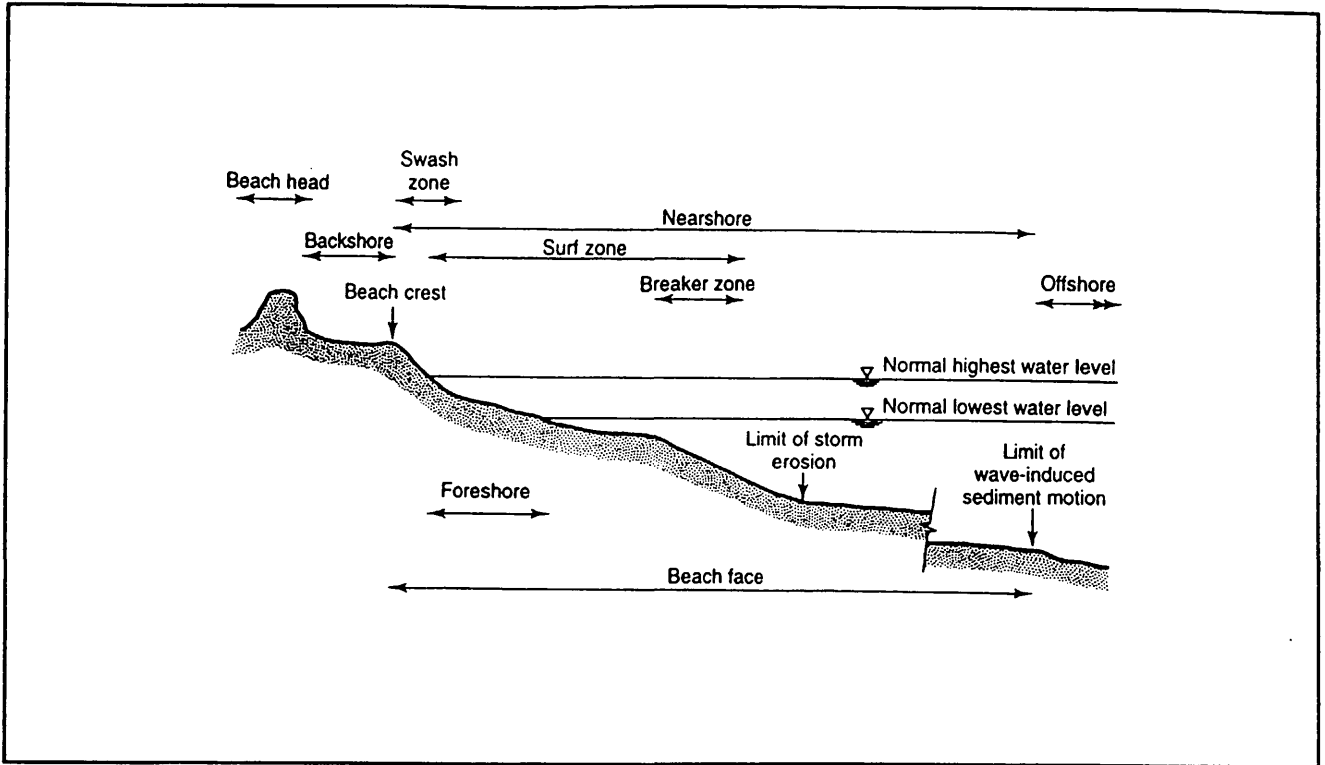 Swash
zone
Beach head
Nearshore
Backshore
Surf zone
Breaker zone
Offshore
Beach crest
Normal highest water level
Normal lowest water level
Limit of storm
erosion
Limit of
wave-induced
sediment motion
Foreshore
Beach face